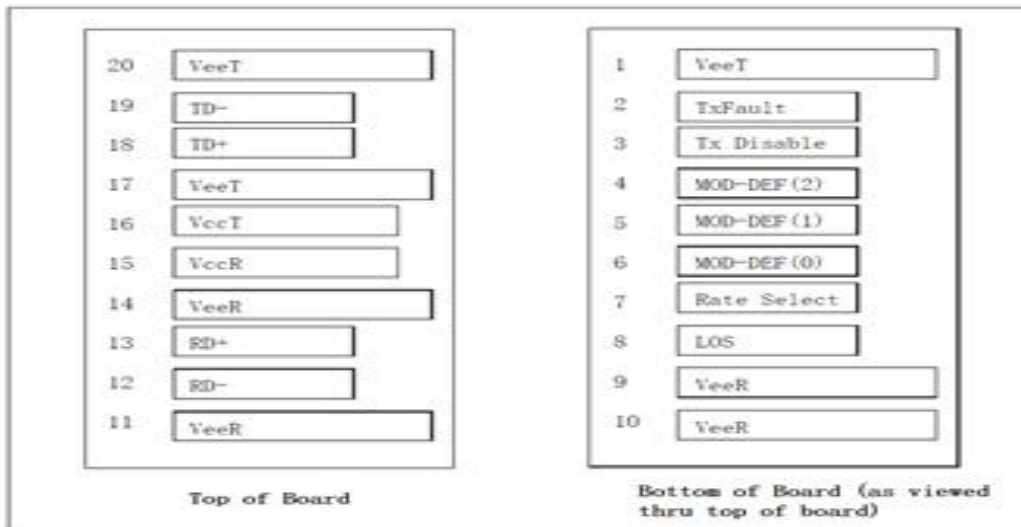 20 VeeT
19 TD-
18 TD+
17 VeeT
16 VccT
15 VccR
14 VeeR
13 RD+
12 RD-
11 VeeR
Top of Board
1 VeeT
2 TxFault
3 Tx Disable
4 MOD-DEF(2)
5 MOD-DEF(1)
6 MOD-DEF(0)
7 Rate Select
8 LOS
9 VeeR
10 VeeR
Bottom of Board (as viewed
thru top of board)